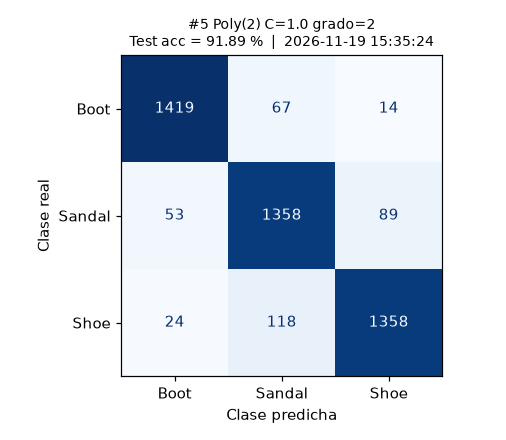 #5 Poly(2) C=1.0 grado=2
Test acc = 91.89 % | 2026-11-19 15:35:24
Clase real
Boot 1419 67 14
Sandal 53 1358 89
Shoe 24 118 1358
Boot Sandal Shoe
Clase predicha